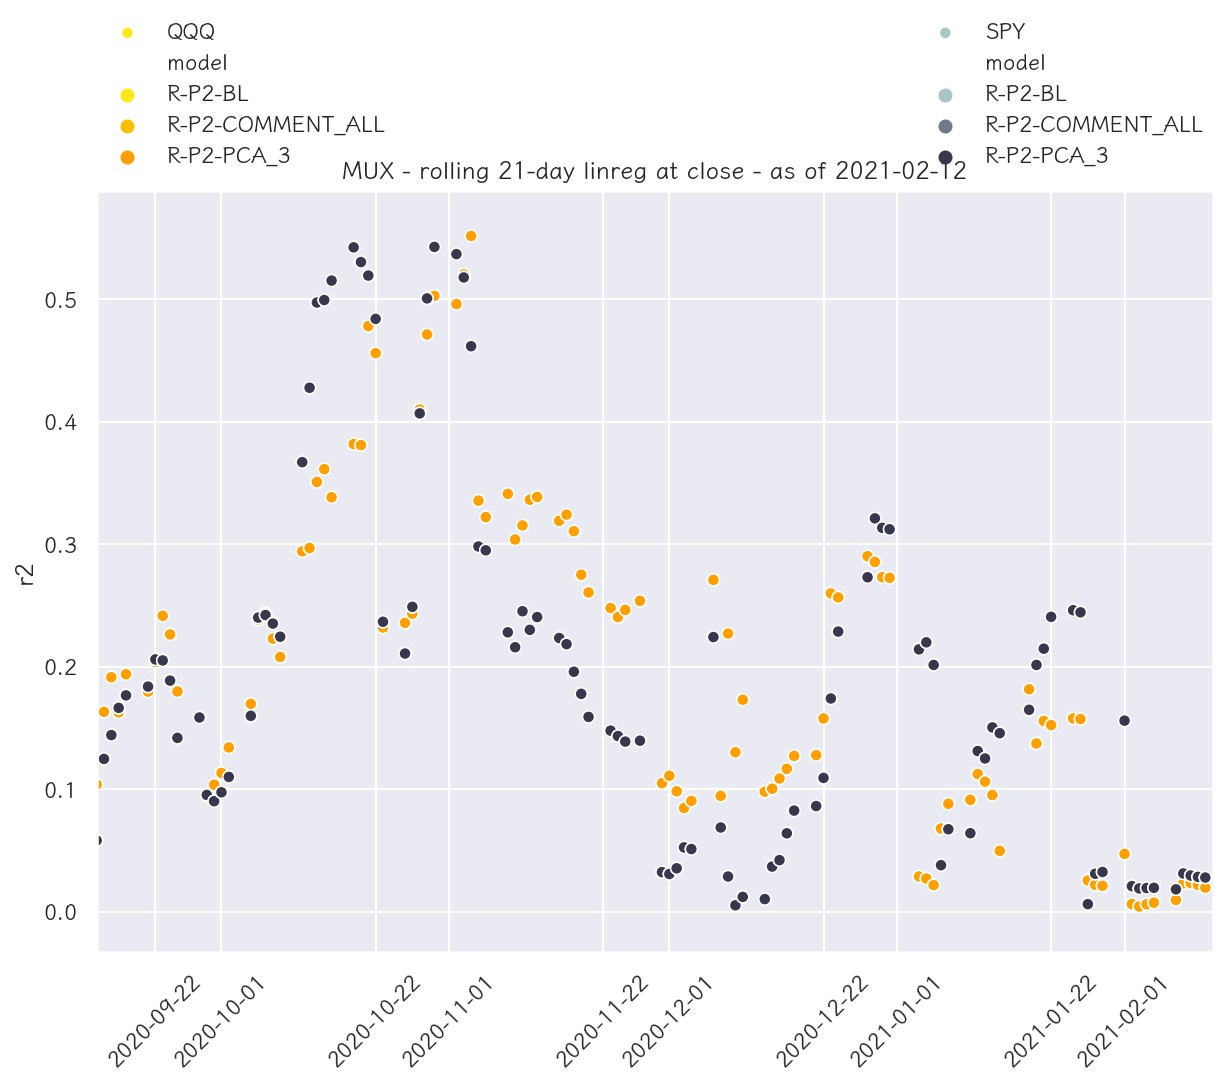 QQQ
model
R-P2-BL
R-P2-COMMENT_ALL
R-P2-PCA_3
SPY
model
R-P2-BL
R-P2-COMMENT_ALL
R-P2-PCA_3
MUX - rolling 21-day linreg at close - as of 2021-02-12
r2
0.5
0.4
0.3
0.2
0.1
0.0
2020-09-22
2020-10-01
2020-10-22
2020-11-01
2020-11-22
2020-12-01
2020-12-22
2021-01-01
2021-01-22
2021-02-01